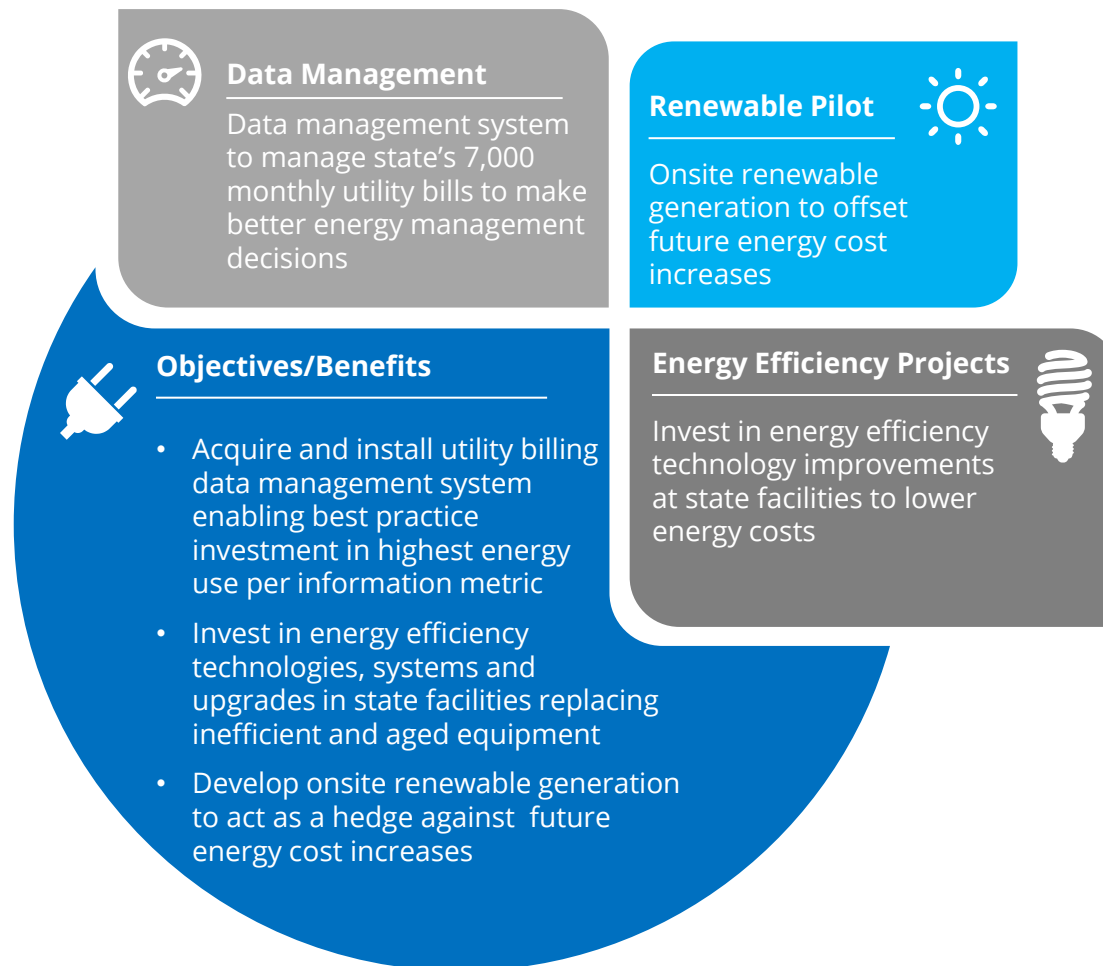 Data Management
Data management system
to manage state's 7,000
monthly utility bills to make
better energy management
decisions
Renewable Pilot
Onsite renewable
generation to offset
future energy cost
increases
Objectives/Benefits
• Acquire and install utility billing
data management system
enabling best practice
investment in highest energy
use per information metric
• Invest in energy efficiency
technologies, systems and
upgrades in state facilities replacing
inefficient and aged equipment
• Develop onsite renewable generation
to act as a hedge against  future
energy cost increases
Energy Efficiency Projects
Invest in energy efficiency
technology improvements
at state facilities to lower
energy costs